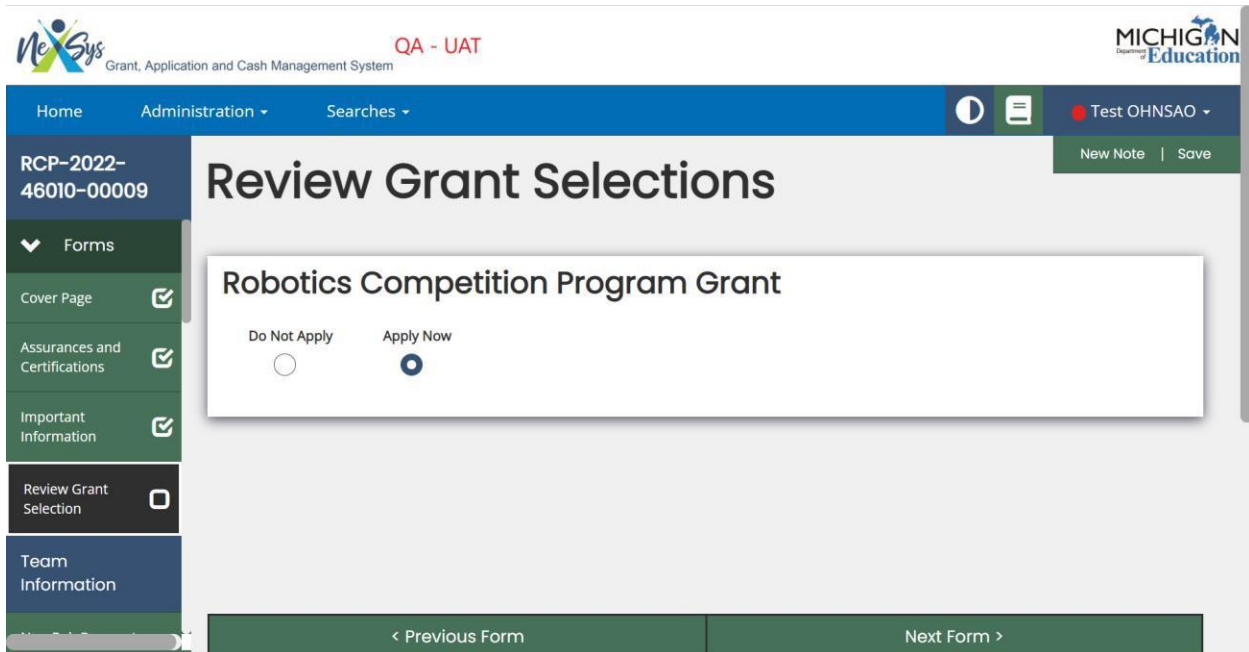 NexSys
Grant, Application and Cash Management System
QA - UAT
MICHIGAN
Department of Education
Home Administration Searches Test OHNSAO
New Note | Save
RCP-2022-
46010-00009
Forms
Cover Page
Assurances and
Certifications
Important
Information
Review Grant
Selection
Team
Information
Review Grant Selections
Robotics Competition Program Grant
Do Not Apply Apply Now
< Previous Form Next Form >